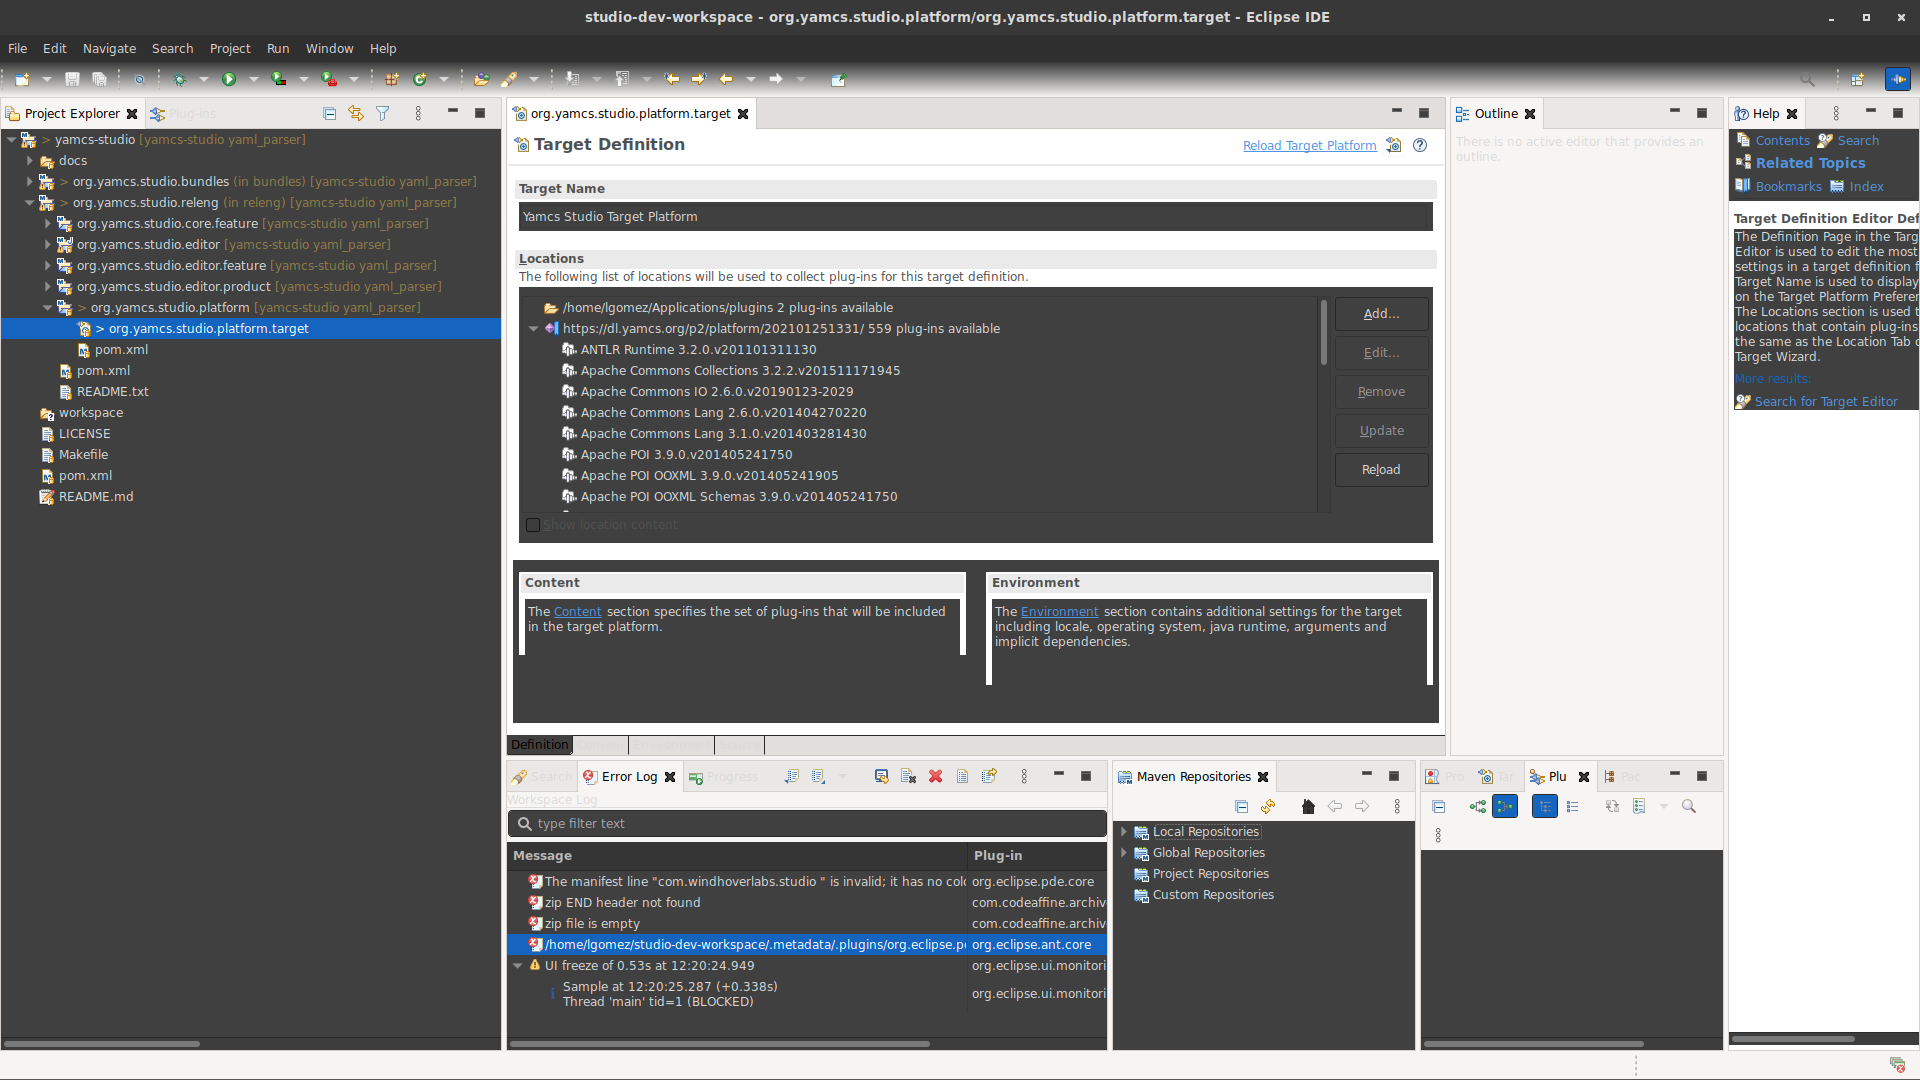 studio-dev-workspace - org.yamcs.studio.platform/org.yamcs.studio.platform.target - Eclipse IDE
File Edit Navigate Search Project Run Window Help
Project Explorer
Plug-ins
> yamcs-studio [yamcs-studio yaml_parser]
docs
> org.yamcs.studio.bundles (in bundles) [yamcs-studio yaml_parser]
> org.yamcs.studio.releng (in releng) [yamcs-studio yaml_parser]
org.yamcs.studio.core.feature [yamcs-studio yaml_parser]
org.yamcs.studio.editor [yamcs-studio yaml_parser]
org.yamcs.studio.editor.feature [yamcs-studio yaml_parser]
org.yamcs.studio.editor.product [yamcs-studio yaml_parser]
> org.yamcs.studio.platform [yamcs-studio yaml_parser]
> org.yamcs.studio.platform.target
pom.xml
pom.xml
README.txt
workspace
LICENSE
Makefile
pom.xml
README.md
org.yamcs.studio.platform.target
Target Definition
Reload Target Platform
Target Name
Yamcs Studio Target Platform
Locations
The following list of locations will be used to collect plug-ins for this target definition.
/home/lgomez/Applications/plugins 2 plug-ins available
https://dl.yamcs.org/p2/platform/202101251331/ 559 plug-ins available
ANTLR Runtime 3.2.0.v201101311130
Apache Commons Collections 3.2.2.v201511171945
Apache Commons IO 2.6.0.v20190123-2029
Apache Commons Lang 2.6.0.v201404270220
Apache Commons Lang 3.1.0.v201403281430
Apache POI 3.9.0.v201405241750
Apache POI OOXML 3.9.0.v201405241905
Apache POI OOXML Schemas 3.9.0.v201405241750
Add...
Edit...
Remove
Update
Reload
Show location content
Content
The Content section specifies the set of plug-ins that will be included
in the target platform.
Environment
The Environment section contains additional settings for the target
including locale, operating system, java runtime, arguments and
implicit dependencies.
Definition
Outline
There is no active editor that provides an
outline.
Help
Contents Search
Related Topics
Bookmarks Index
Target Definition Editor Def
The Definition Page in the Targ
Editor is used to edit the most
settings in a target definition f
Target Name is used to display
on the Target Platform Preferen
The Locations section is used t
locations that contain plug-ins
the same as the Location Tab o
Target Wizard.
More results:
Search for Target Editor
Search
Error Log
Progress
Workspace Log
type filter text
Message Plug-in
The manifest line "com.windhoverlabs.studio " is invalid; it has no colo org.eclipse.pde.core
zip END header not found com.codeaffine.archiv
zip file is empty com.codeaffine.archiv
/home/lgomez/studio-dev-workspace/.metadata/.plugins/org.eclipse.pd org.eclipse.ant.core
UI freeze of 0.53s at 12:20:24.949 org.eclipse.ui.monitori
Sample at 12:20:25.287 (+0.338s)
Thread 'main' tid=1 (BLOCKED) org.eclipse.ui.monitori
Maven Repositories
Local Repositories
Global Repositories
Project Repositories
Custom Repositories
Pro
Tar
Plu
Pac